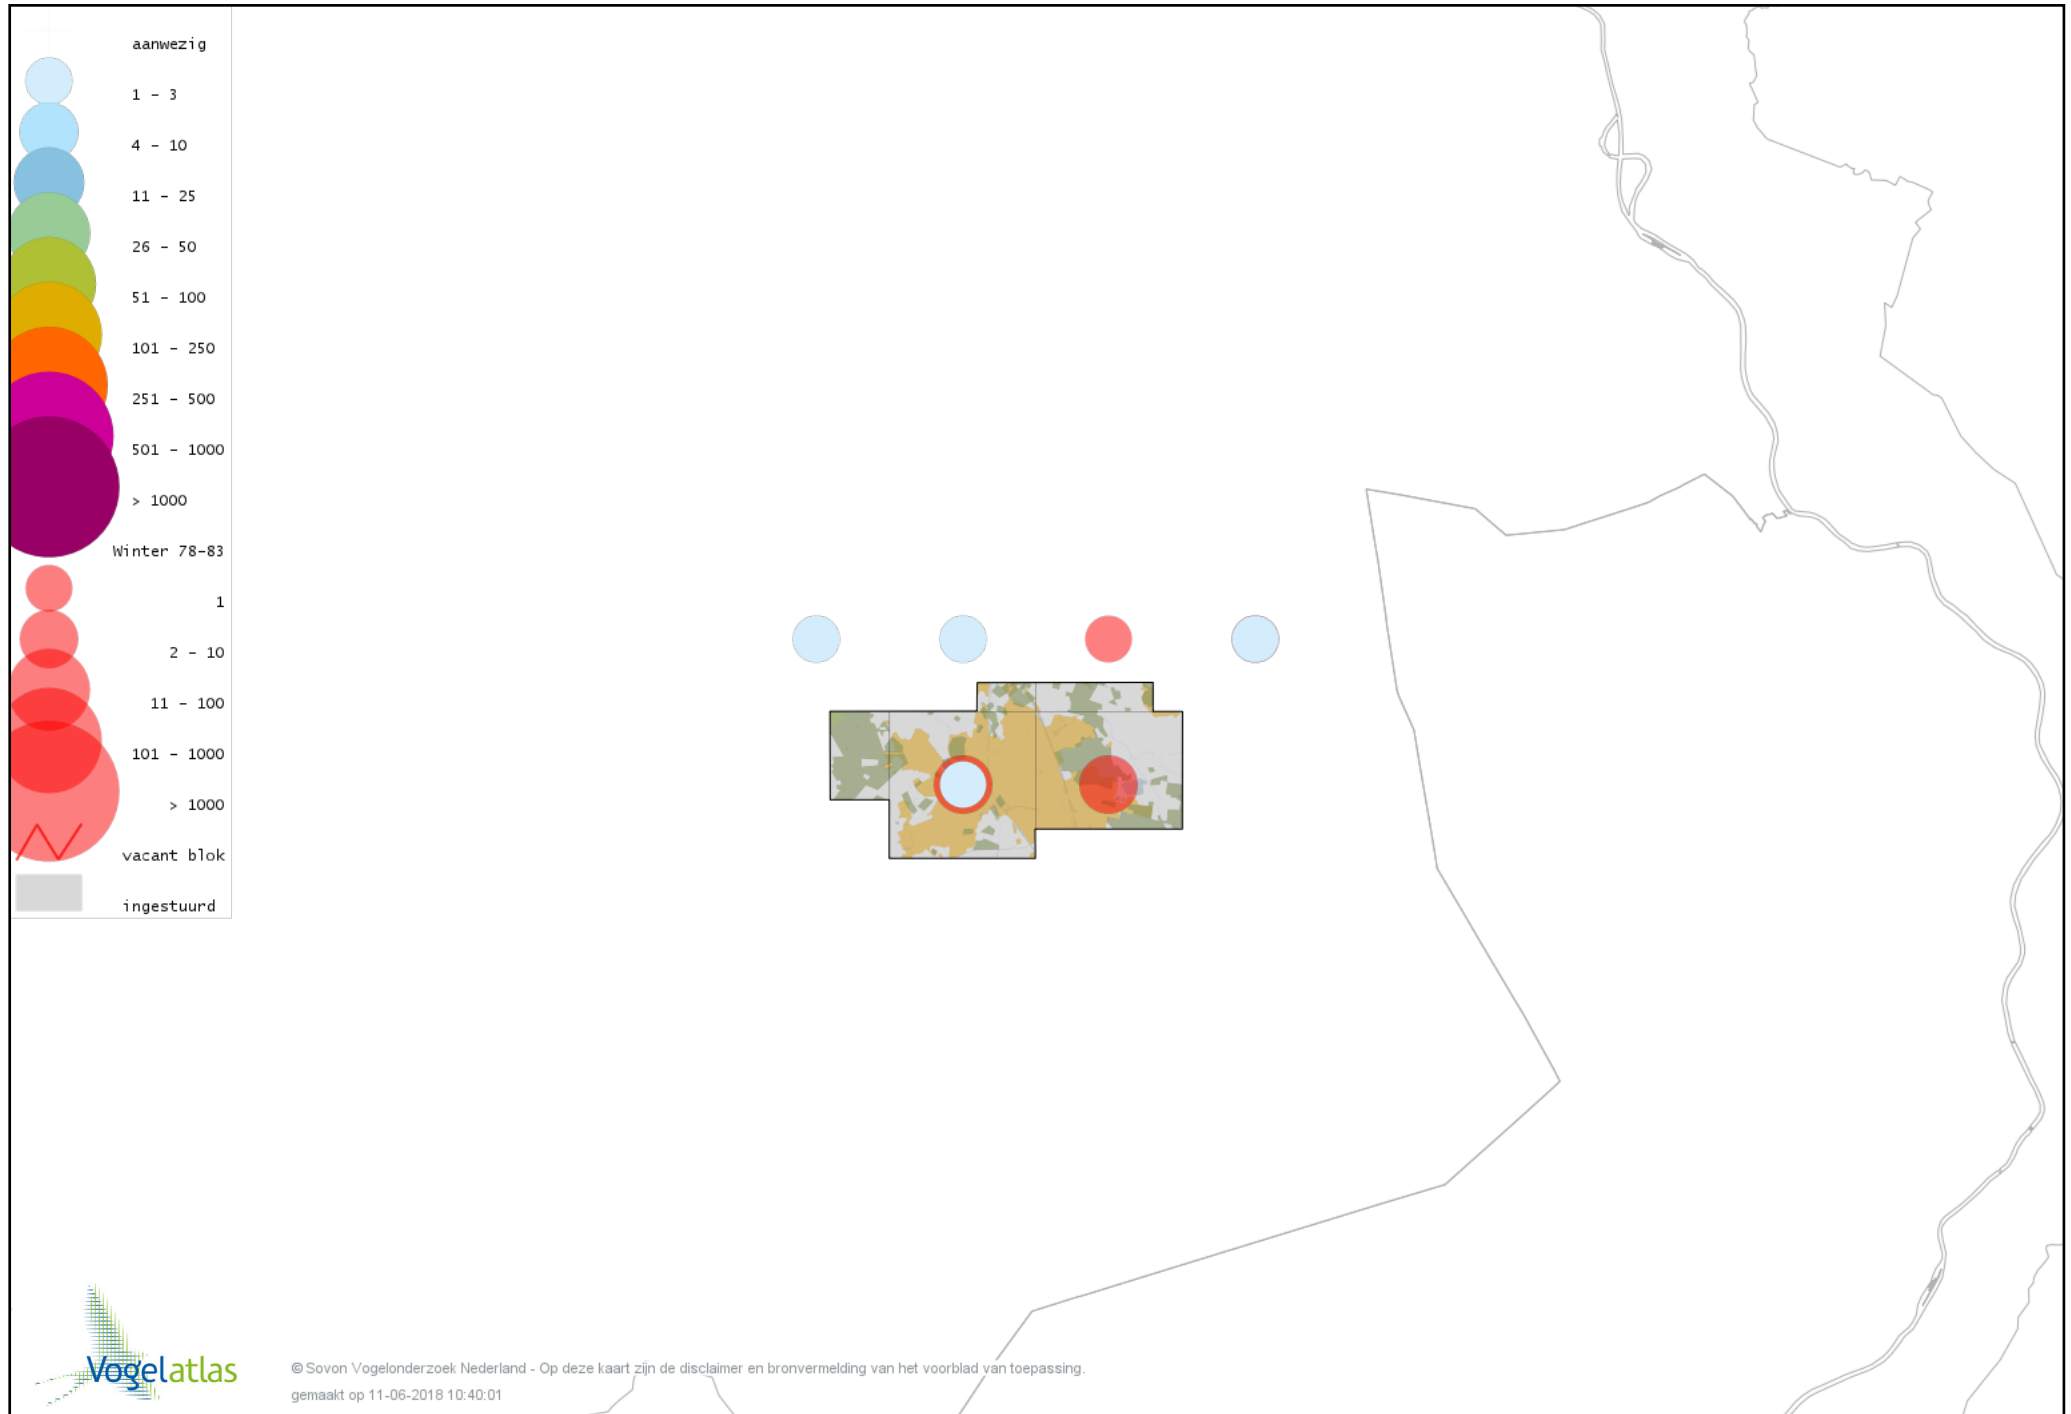 aanwezig
1 - 3
4 - 10
11 - 25
26 - 50
51 - 100
101 - 250
251 - 500
501 - 1000
> 1000
Winter 78-83
1
2 - 10
11 - 100
101 - 1000
> 1000
vacant blok
ingestuurd
Vogelatlas
© Sovon Vogelonderzoek Nederland - Op deze kaart zijn de disclaimer en bronvermelding van het voorblad van toepassing.
gemaakt op 11-06-2018 10:40:01